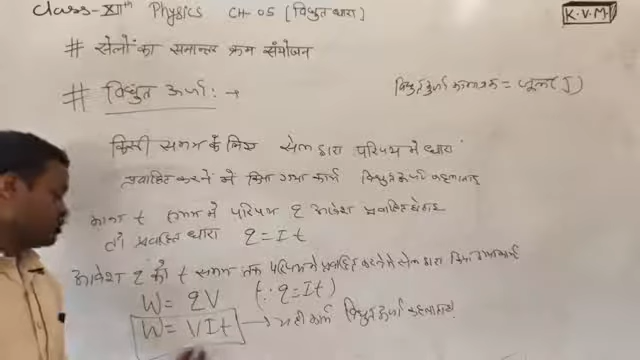 Class-XIIth Physics CH-05 [विधुत धारा]
K.V.M
# सेलों का समान्तर क्रम संयोजन
# विधुत ऊर्जा : →
विधुत ऊर्जा का मात्रक = जूल (J)
किसी समय के लिए सेल द्वारा परिपथ में धारा
प्रवाहित करने में किया गया कार्य विधुत ऊर्जा कहलाता
माना t समय में परिपथ q आवेश प्रवाहित होता
तो प्रवाहित धारा q = It
आवेश q को t समय तक परिपथ में प्रवाहित करने में सेल द्वारा किया गया कार्य
W = qV (∵ q = It)
W = VIt → यही कार्य विधुत ऊर्जा कहलाता